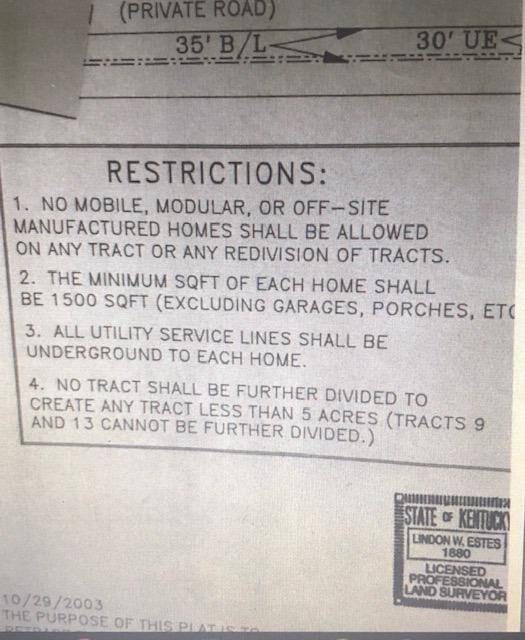 (PRIVATE ROAD)
35' B/L
30' UE
RESTRICTIONS:
1. NO MOBILE, MODULAR, OR OFF-SITE
MANUFACTURED HOMES SHALL BE ALLOWED
ON ANY TRACT OR ANY REDIVISION OF TRACTS.
2. THE MINIMUM SQFT OF EACH HOME SHALL
BE 1500 SQFT (EXCLUDING GARAGES, PORCHES, ETC
3. ALL UTILITY SERVICE LINES SHALL BE
UNDERGROUND TO EACH HOME.
4. NO TRACT SHALL BE FURTHER DIVIDED TO
CREATE ANY TRACT LESS THAN 5 ACRES (TRACTS 9
AND 13 CANNOT BE FURTHER DIVIDED.)
STATE OF KENTUCKY
LINDON W. ESTES
1880
LICENSED
PROFESSIONAL
LAND SURVEYOR
10/29/2003
THE PURPOSE OF THIS PLAT IS TO